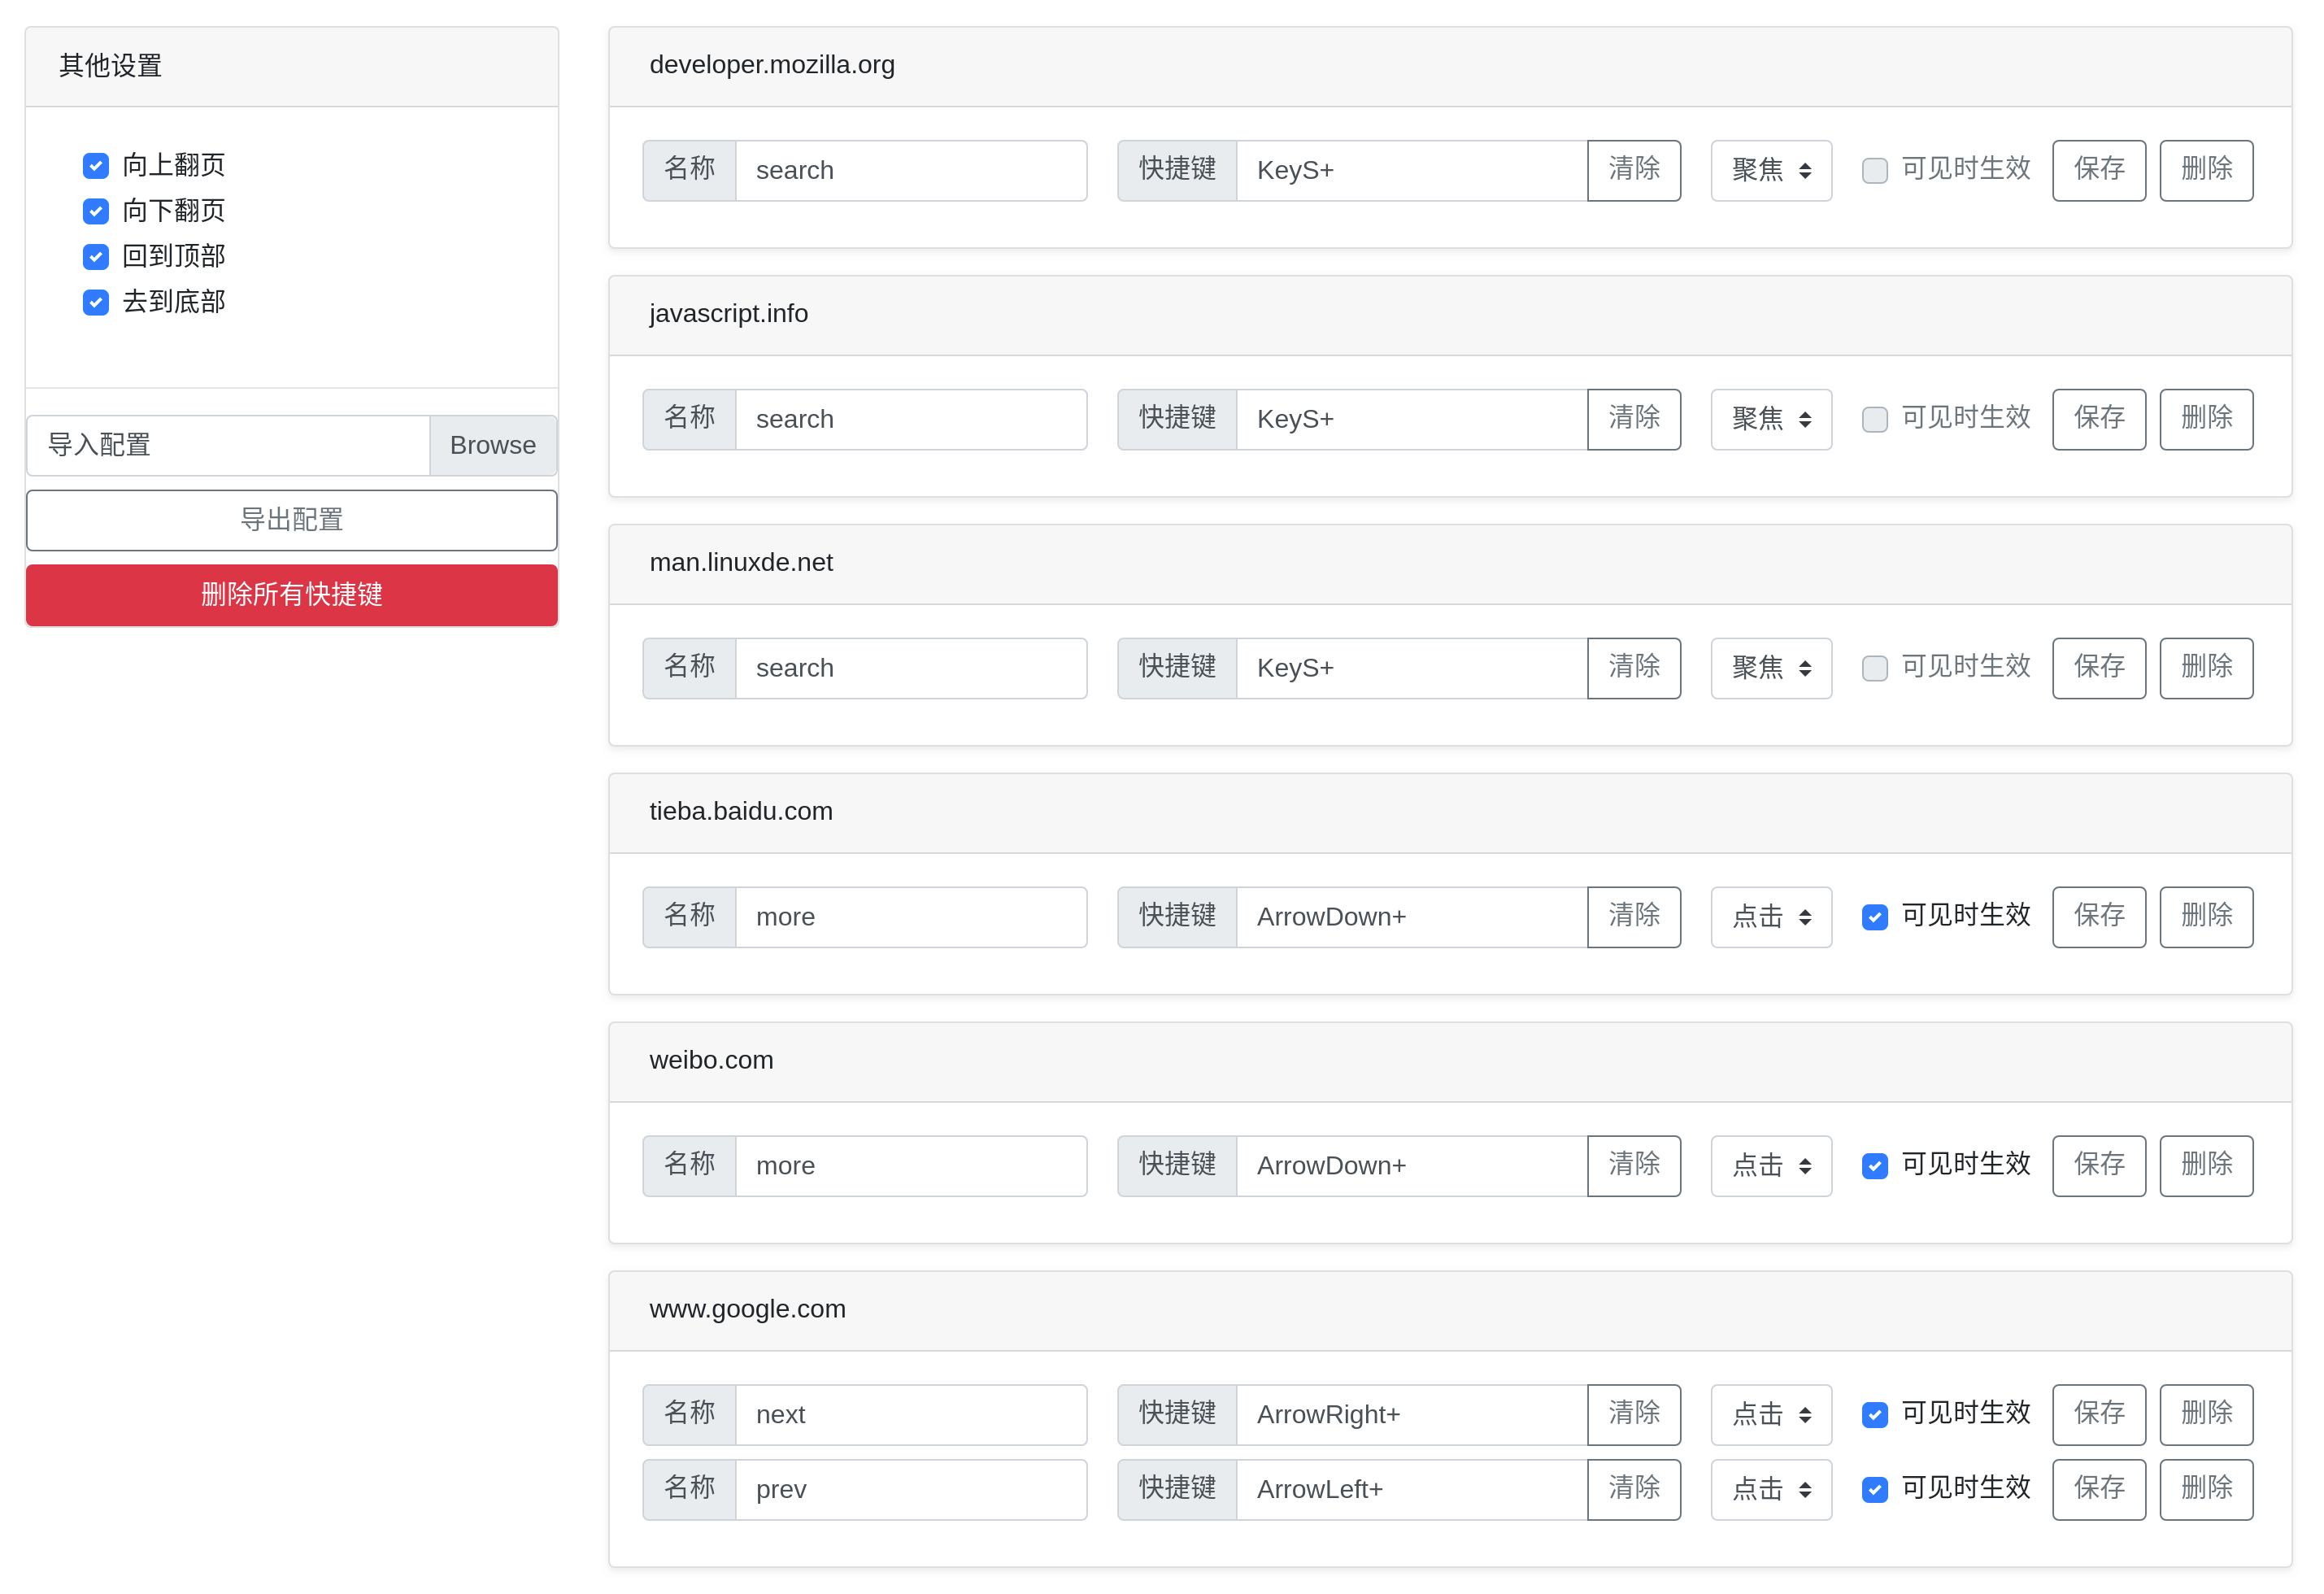 其他设置
向上翻页
向下翻页
回到顶部
去到底部
导入配置 Browse
导出配置
删除所有快捷键
developer.mozilla.org
名称 search 快捷键 KeyS+ 清除 聚焦 可见时生效 保存 删除
javascript.info
名称 search 快捷键 KeyS+ 清除 聚焦 可见时生效 保存 删除
man.linuxde.net
名称 search 快捷键 KeyS+ 清除 聚焦 可见时生效 保存 删除
tieba.baidu.com
名称 more 快捷键 ArrowDown+ 清除 点击 可见时生效 保存 删除
weibo.com
名称 more 快捷键 ArrowDown+ 清除 点击 可见时生效 保存 删除
www.google.com
名称 next 快捷键 ArrowRight+ 清除 点击 可见时生效 保存 删除
名称 prev 快捷键 ArrowLeft+ 清除 点击 可见时生效 保存 删除